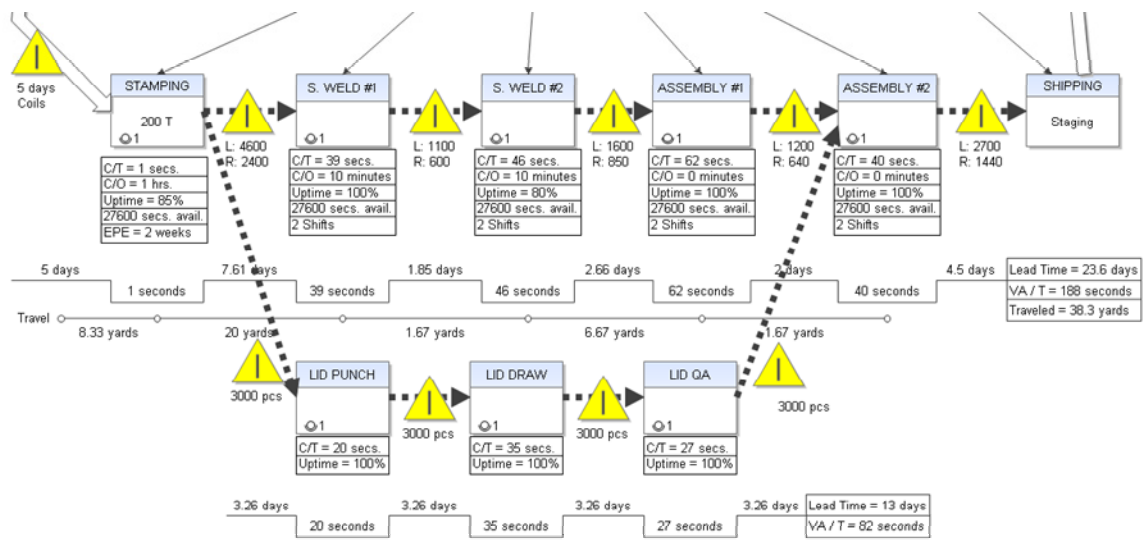 5 days
Coils
STAMPING
200 T
1
C/T = 1 secs.
C/O = 1 hrs.
Uptime = 85%
27600 secs. avail.
EPE = 2 weeks
L: 4600
R: 2400
S. WELD #1
1
C/T = 39 secs.
C/O = 10 minutes
Uptime = 100%
27600 secs. avail.
2 Shifts
L: 1100
R: 600
S. WELD #2
1
C/T = 46 secs.
C/O = 10 minutes
Uptime = 80%
27600 secs. avail.
2 Shifts
L: 1600
R: 850
ASSEMBLY #1
1
C/T = 62 secs.
C/O = 0 minutes
Uptime = 100%
27600 secs. avail.
2 Shifts
L: 1200
R: 640
ASSEMBLY #2
1
C/T = 40 secs.
C/O = 0 minutes
Uptime = 100%
27600 secs. avail.
2 Shifts
L: 2700
R: 1440
SHIPPING
Staging
5 days
1 seconds
7.61 days
39 seconds
1.85 days
46 seconds
2.66 days
62 seconds
2 days
40 seconds
4.5 days
Lead Time = 23.6 days
VA / T = 188 seconds
Traveled = 38.3 yards
Travel
8.33 yards
20 yards
1.67 yards
6.67 yards
1.67 yards
3000 pcs
LID PUNCH
1
C/T = 20 secs.
Uptime = 100%
3000 pcs
LID DRAW
1
C/T = 35 secs.
Uptime = 100%
3000 pcs
LID QA
1
C/T = 27 secs.
Uptime = 100%
3000 pcs
3.26 days
20 seconds
3.26 days
35 seconds
3.26 days
27 seconds
3.26 days
Lead Time = 13 days
VA / T = 82 seconds